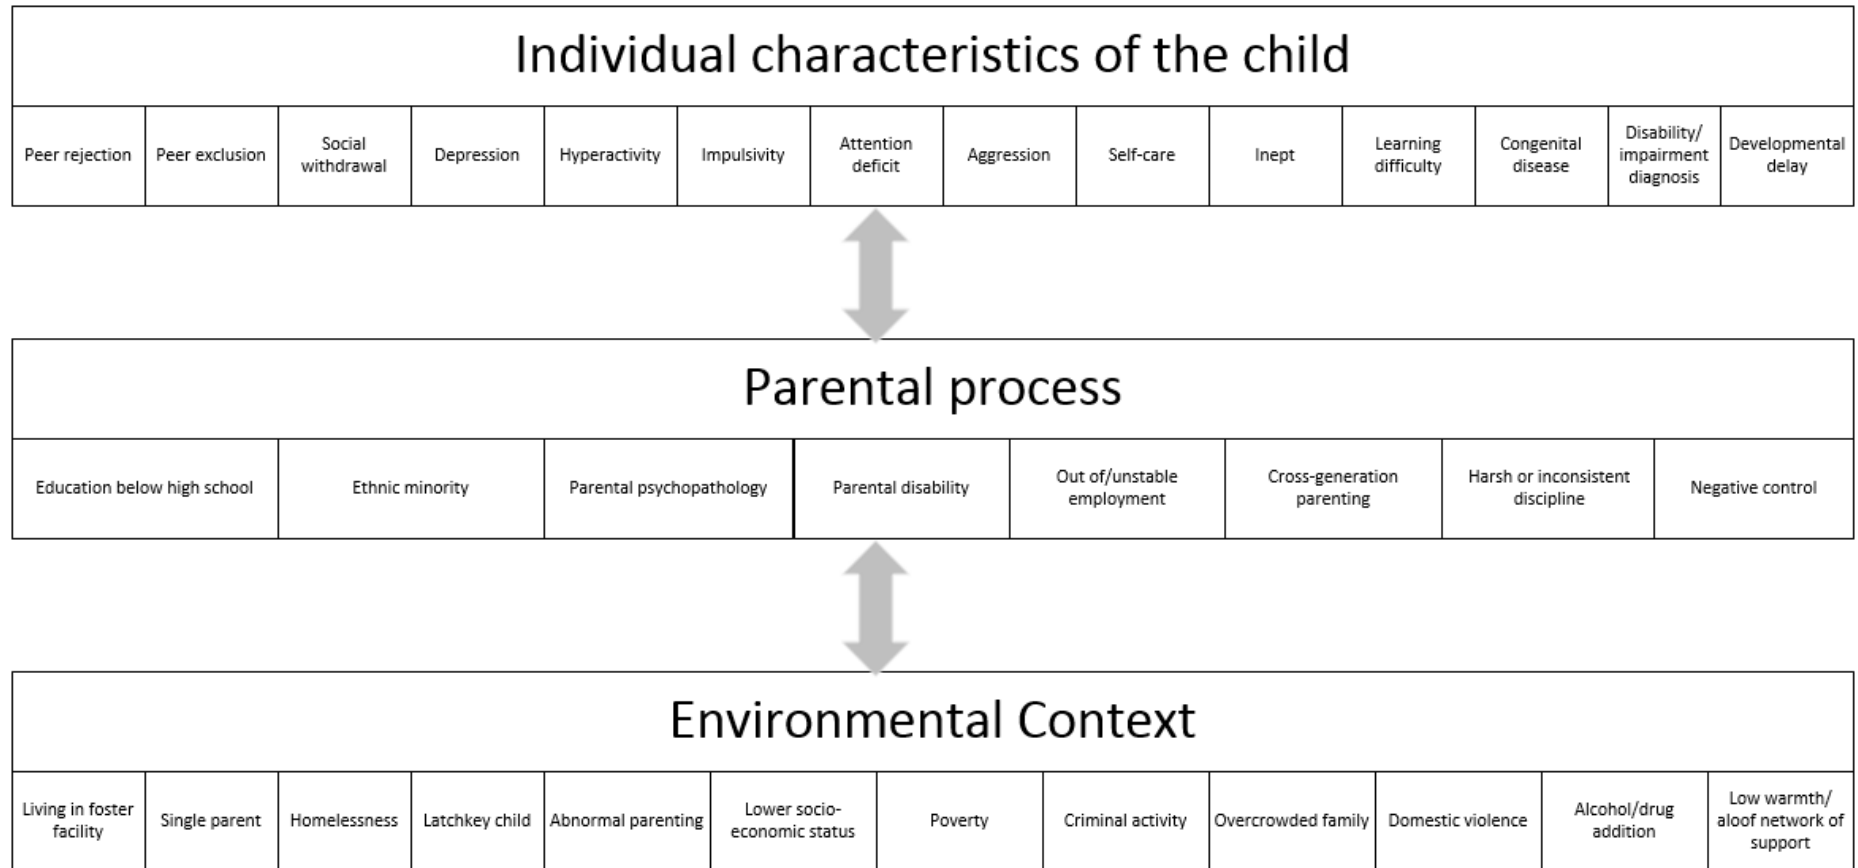 Individual characteristics of the child
Peer rejection
Peer exclusion
Social
withdrawal
Depression
Hyperactivity
Impulsivity
Attention
deficit
Aggression
Self-care
Inept
Learning
difficulty
Congenital
disease
Disability/
impairment
diagnosis
Developmental
delay
Parental process
Education below high school
Ethnic minority
Parental psychopathology
Parental disability
Out of/unstable
employment
Cross-generation
parenting
Harsh or inconsistent
discipline
Negative control
Environmental Context
Living in foster
facility
Single parent
Homelessness
Latchkey child
Abnormal parenting
Lower socio-
economic status
Poverty
Criminal activity
Overcrowded family
Domestic violence
Alcohol/drug
addition
Low warmth/
aloof network of
support